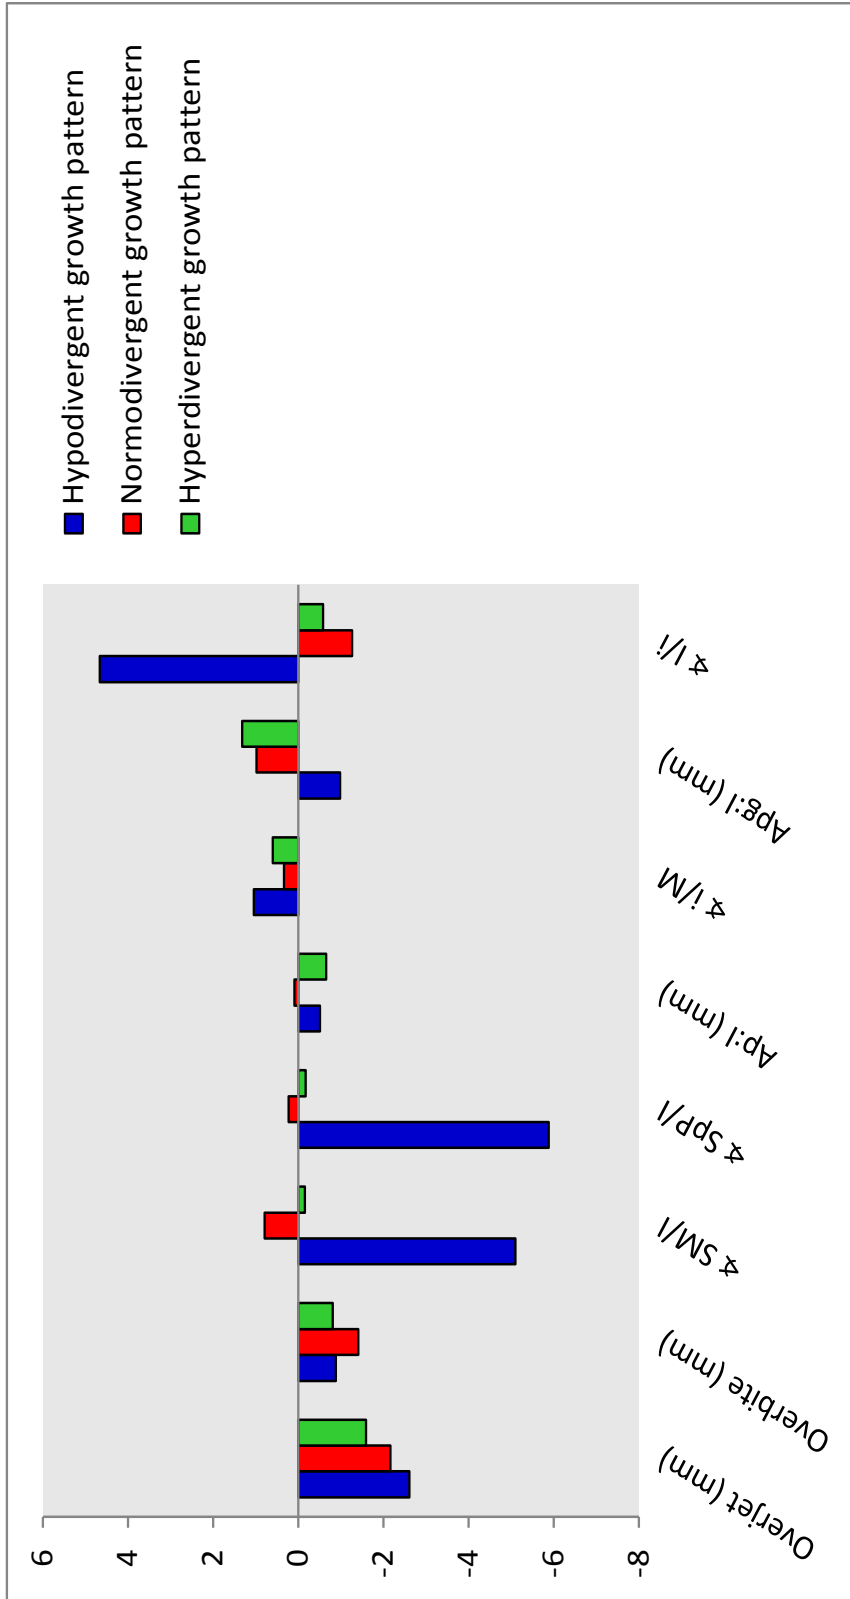 6
4
2
0
-2
-4
-6
-8
Overjet (mm)
Overbite (mm)
∢ SM/I
∢ SpP/I
Ap:I (mm)
∢ i/M
Apg:I (mm)
∢ I/i
Hypodivergent growth pattern
Normodivergent growth pattern
Hyperdivergent growth pattern